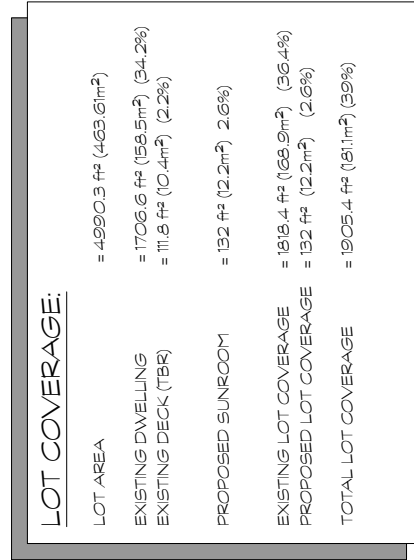 LOT COVERAGE:
LOT AREA = 4990.3 ft² (463.61m²)
EXISTING DWELLING = 1706.6 ft² (158.5m²) (34.2%)
EXISTING DECK (TBR) = 111.8 ft² (10.4m²) (2.2%)
PROPOSED SUNROOM = 132 ft² (12.2m²) 2.6%)
EXISTING LOT COVERAGE = 1818.4 ft² (168.9m²) (36.4%)
PROPOSED LOT COVERAGE = 132 ft² (12.2m²) (2.6%)
TOTAL LOT COVERAGE = 1905.4 ft² (181.1m²) (39%)